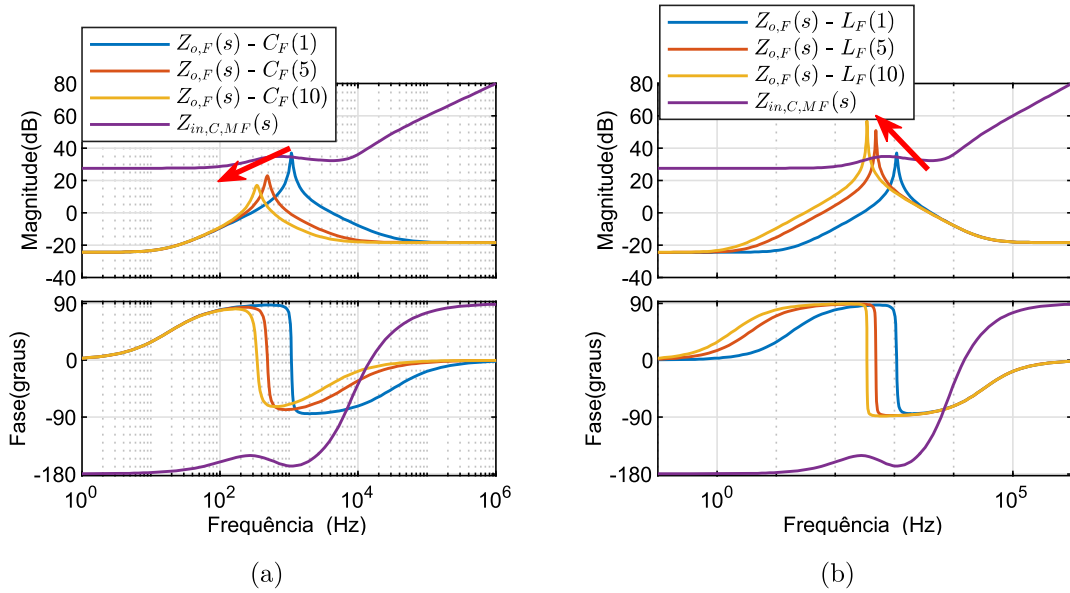 Z_{o,F}(s) - C_F(1)
Z_{o,F}(s) - C_F(5)
Z_{o,F}(s) - C_F(10)
Z_{in,C,MF}(s)
Magnitude(dB)
80
60
40
20
0
-20
-40
Fase(graus)
90
0
-90
-180
10^0
10^2
10^4
10^6
Frequência (Hz)
(a)
Z_{o,F}(s) - L_F(1)
Z_{o,F}(s) - L_F(5)
Z_{o,F}(s) - L_F(10)
Z_{in,C,MF}(s)
Magnitude(dB)
80
60
40
20
0
-20
-40
Fase(graus)
90
0
-90
-180
10^0
10^5
Frequência (Hz)
(b)